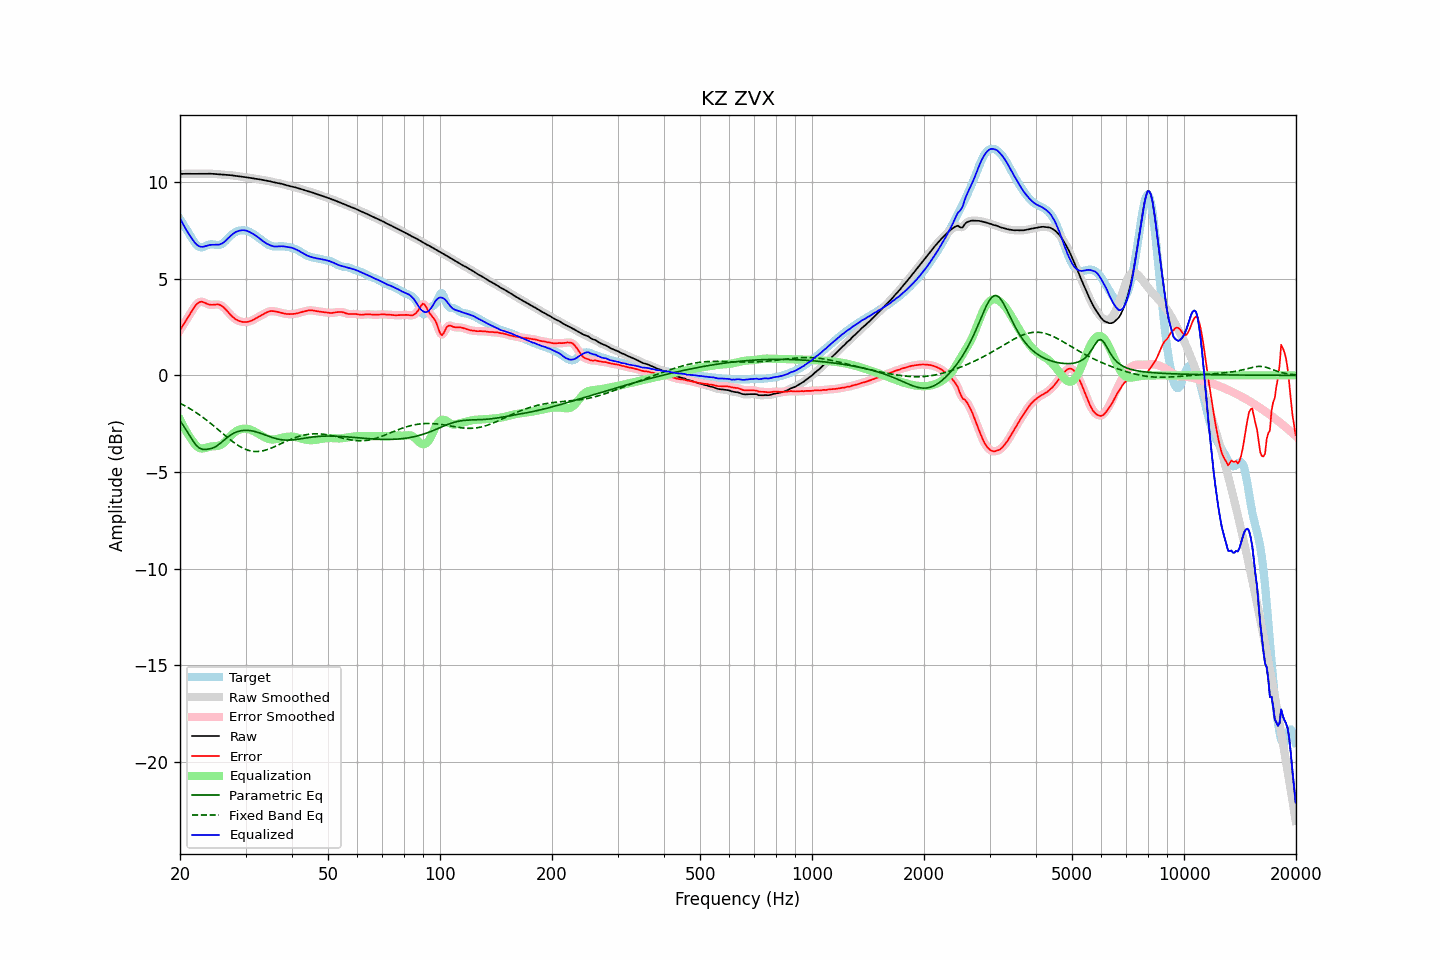 KZ ZVX
Amplitude (dBr)
10
5
0
−5
−10
−15
−20
Target
Raw Smoothed
Error Smoothed
Raw
Error
Equalization
Parametric Eq
Fixed Band Eq
Equalized
20 50 100 200 500 1000 2000 5000 10000 20000
Frequency (Hz)